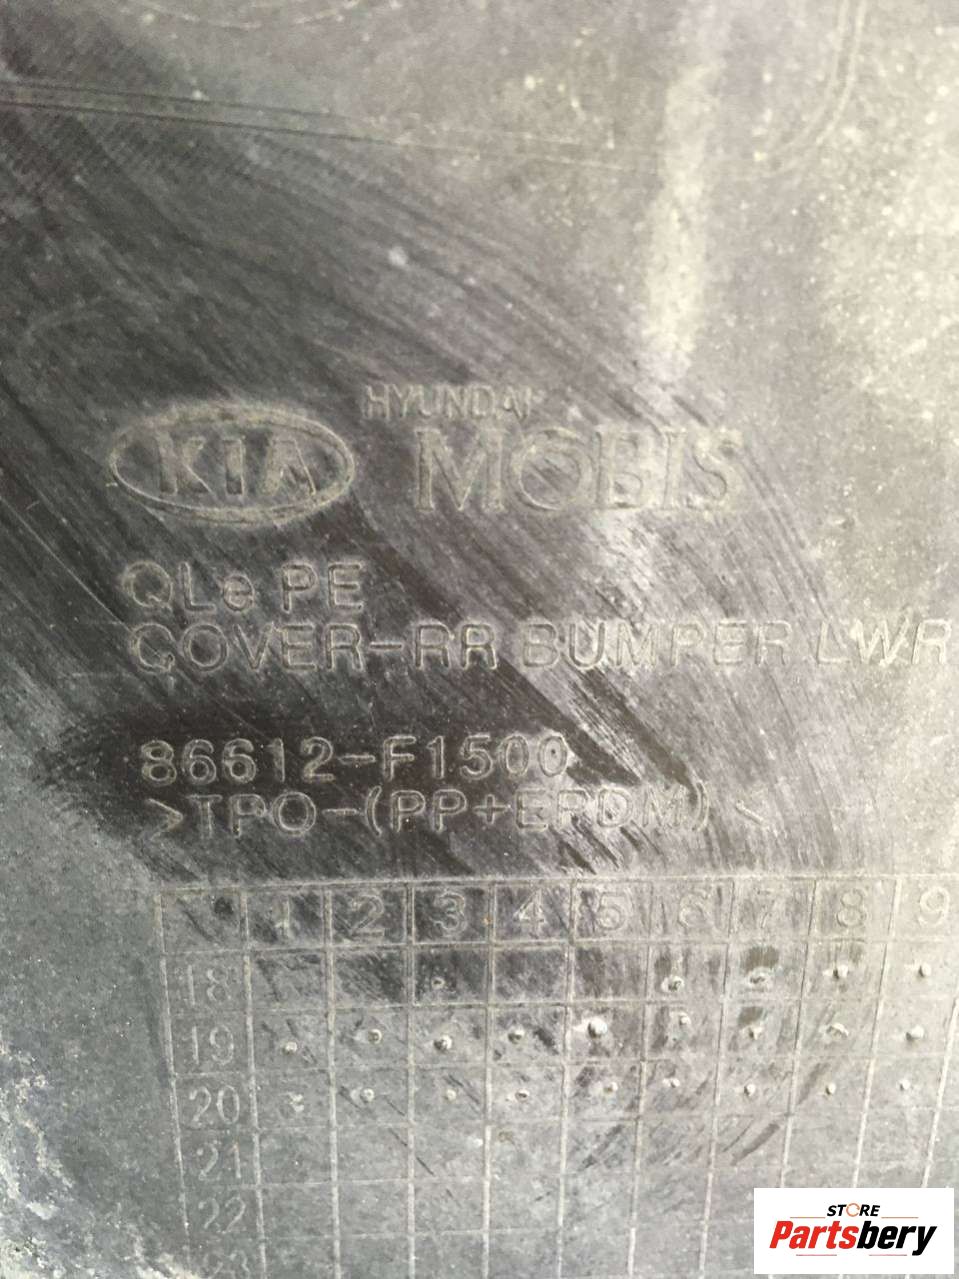 HYUNDAI
KIA MOBIS
QLe PE
COVER-RR BUMPER LWR
86612-F1500
>TPO-(PP+EPDM)<
1 2 3 4 5 6 7 8 9
18
19
20
21
22
STORE
Partsbery